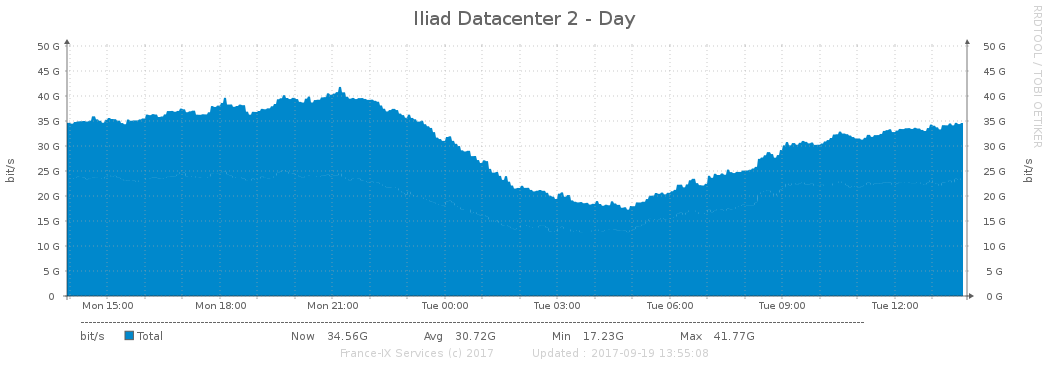 Iliad Datacenter 2 - Day
RRDTOOL / TOBI OETIKER
50 G 50 G
45 G 45 G
40 G 40 G
35 G 35 G
30 G 30 G
25 G 25 G
20 G 20 G
15 G 15 G
10 G 10 G
5 G 5 G
0 0 G
bit/s bit/s
Mon 15:00 Mon 18:00 Mon 21:00 Tue 00:00 Tue 03:00 Tue 06:00 Tue 09:00 Tue 12:00
bit/s Total Now 34.56G Avg 30.72G Min 17.23G Max 41.77G
France-IX Services (c) 2017 Updated : 2017-09-19 13:55:08